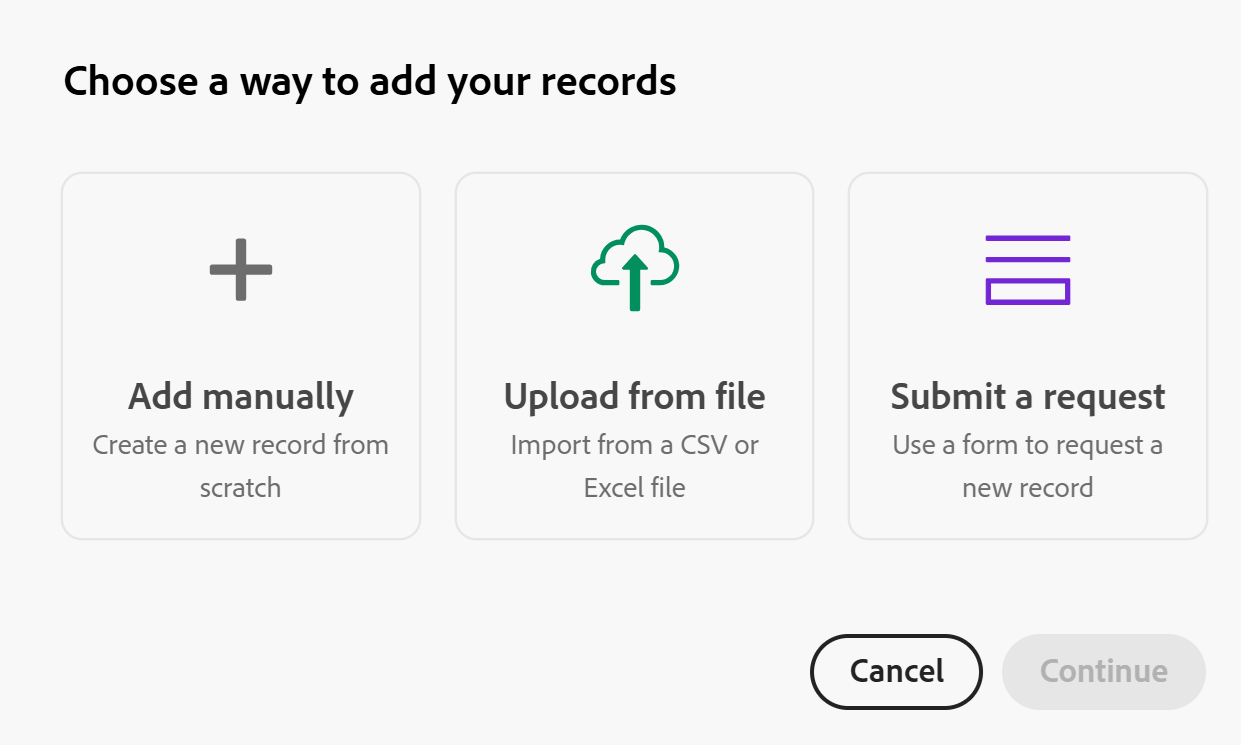 Choose a way to add your records
Add manually
Create a new record from
scratch
Upload from file
Import from a CSV or
Excel file
Submit a request
Use a form to request a
new record
Cancel
Continue